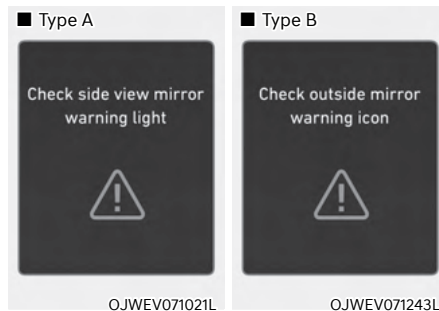 ■ Type A
Check side view mirror
warning light
OJWEV071021L
■ Type B
Check outside mirror
warning icon
OJWEV071243L